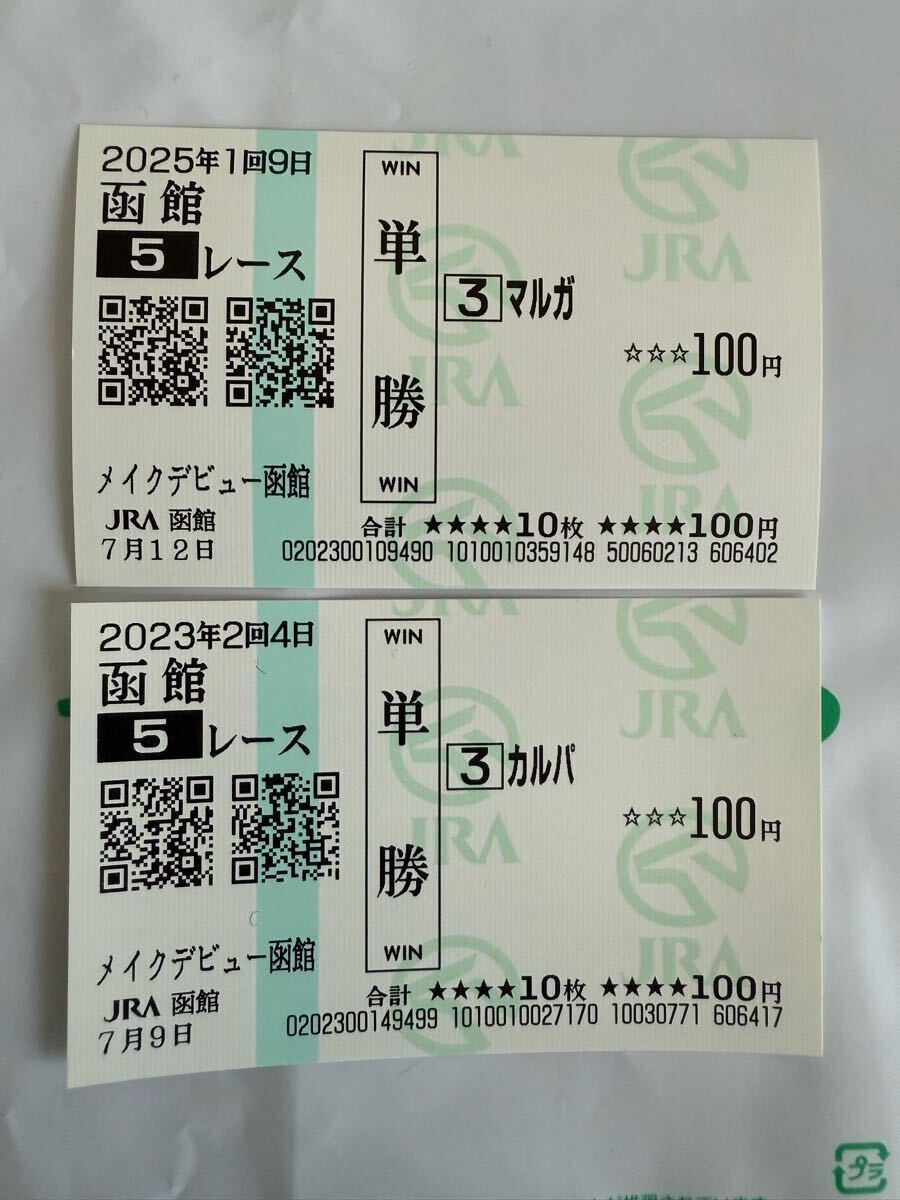 2025年1回9日
函館
5レース
WIN
単勝
WIN
3 マルガ
☆☆☆100円
メイクデビュー函館
JRA 函館
7月12日
合計 ★★★★10枚 ★★★★100円
0202300109490 1010010359148 50060213 606402
JRA
JRA
JRA
2023年2回4日
函館
5レース
WIN
単勝
WIN
3 カルパ
☆☆☆100円
メイクデビュー函館
JRA 函館
7月9日
合計 ★★★★10枚 ★★★★100円
0202300149499 1010010027170 10030771 606417
JRA
JRA
JRA
プラ